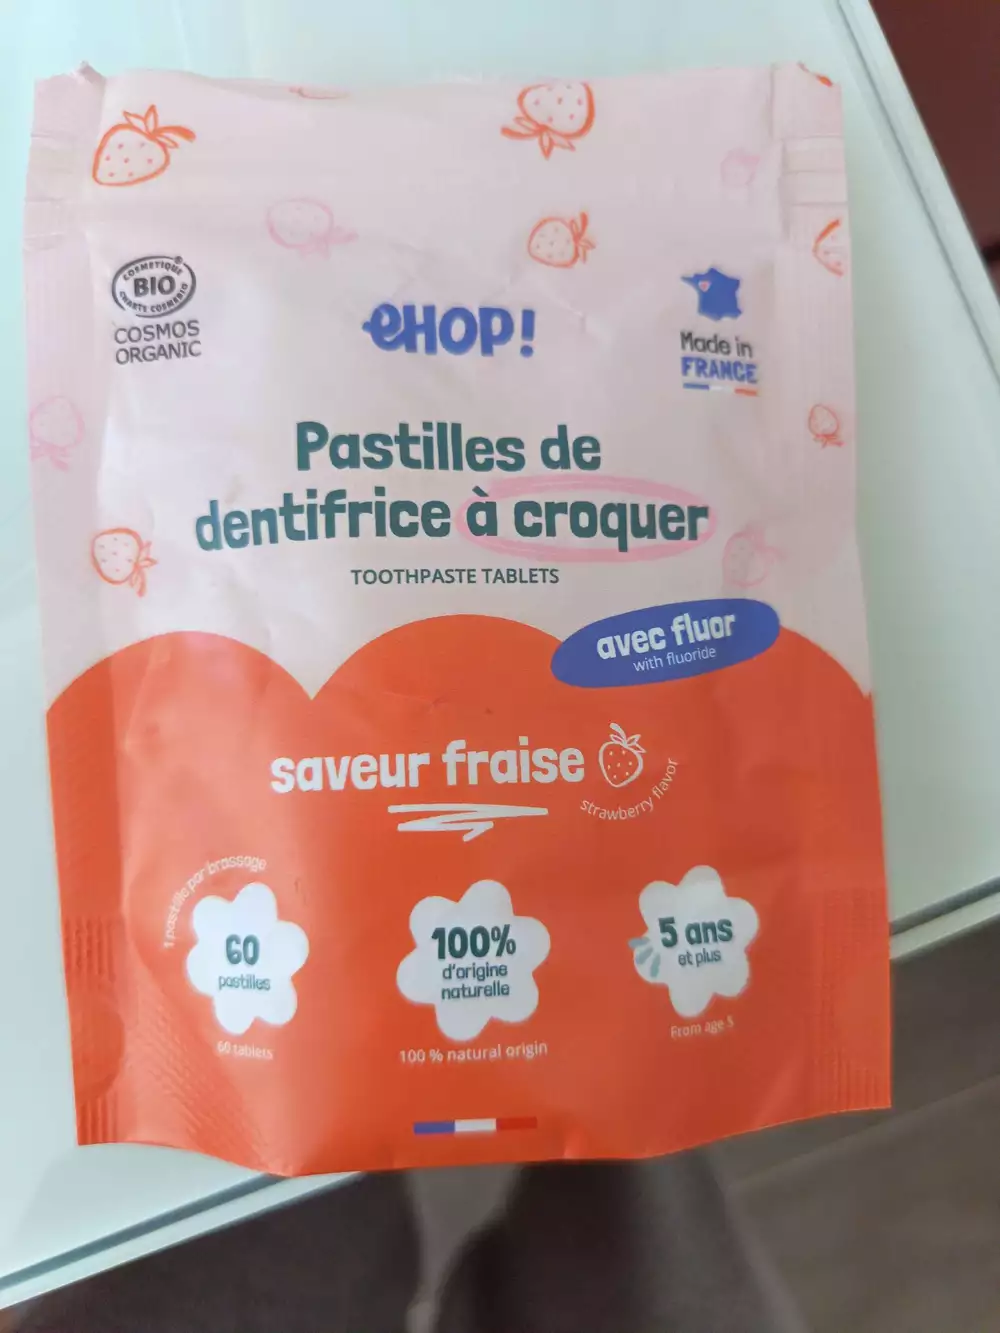 COSMETIQUE
BIO
CHARTE COSMEBIO
COSMOS
ORGANIC
eHOP!
Made in
FRANCE
Pastilles de
dentifrice à croquer
TOOTHPASTE TABLETS
avec fluor
with fluoride
saveur fraise
strawberry flavor
1 pastille par brossage
60
pastilles
60 tablets
100%
d'origine
naturelle
100 % natural origin
5 ans
et plus
From age 5